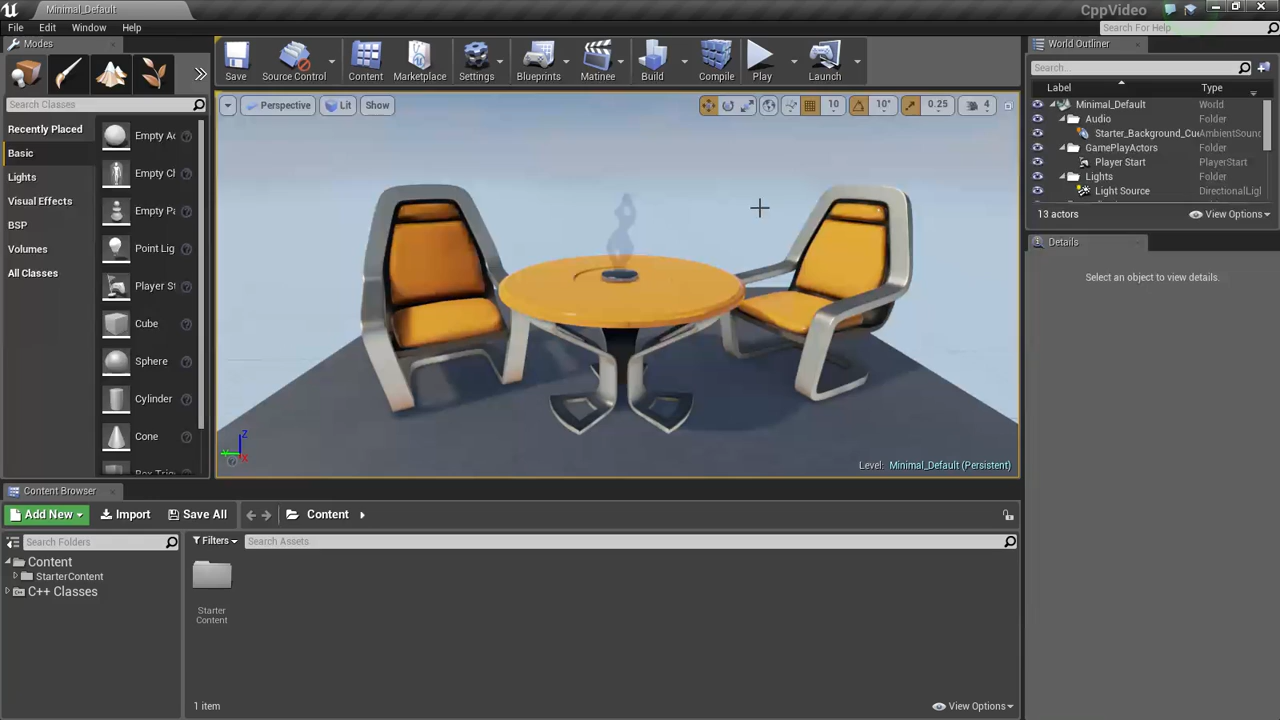 Minimal_Default
CppVideo
File Edit Window Help
Search For Help
Modes
Save
Source Control
Content
Marketplace
Settings
Blueprints
Matinee
Build
Compile
Play
Launch
World Outliner
Search...
Label Type
Minimal_Default World
Audio Folder
Starter_Background_Cue AmbientSound
GamePlayActors Folder
Player Start PlayerStart
Lights Folder
Light Source DirectionalLigh
13 actors View Options
Details
Select an object to view details.
Search Classes
Recently Placed
Basic
Lights
Visual Effects
BSP
Volumes
All Classes
Empty Ac
Empty Ch
Empty Pa
Point Lig
Player St
Cube
Sphere
Cylinder
Cone
Box Trig
Perspective Lit Show
10 10° 0.25 4
Z
Y
X
Level: Minimal_Default (Persistent)
Content Browser
Add New Import Save All Content
Search Folders
Filters Search Assets
Content
StarterContent
C++ Classes
Starter
Content
1 item View Options